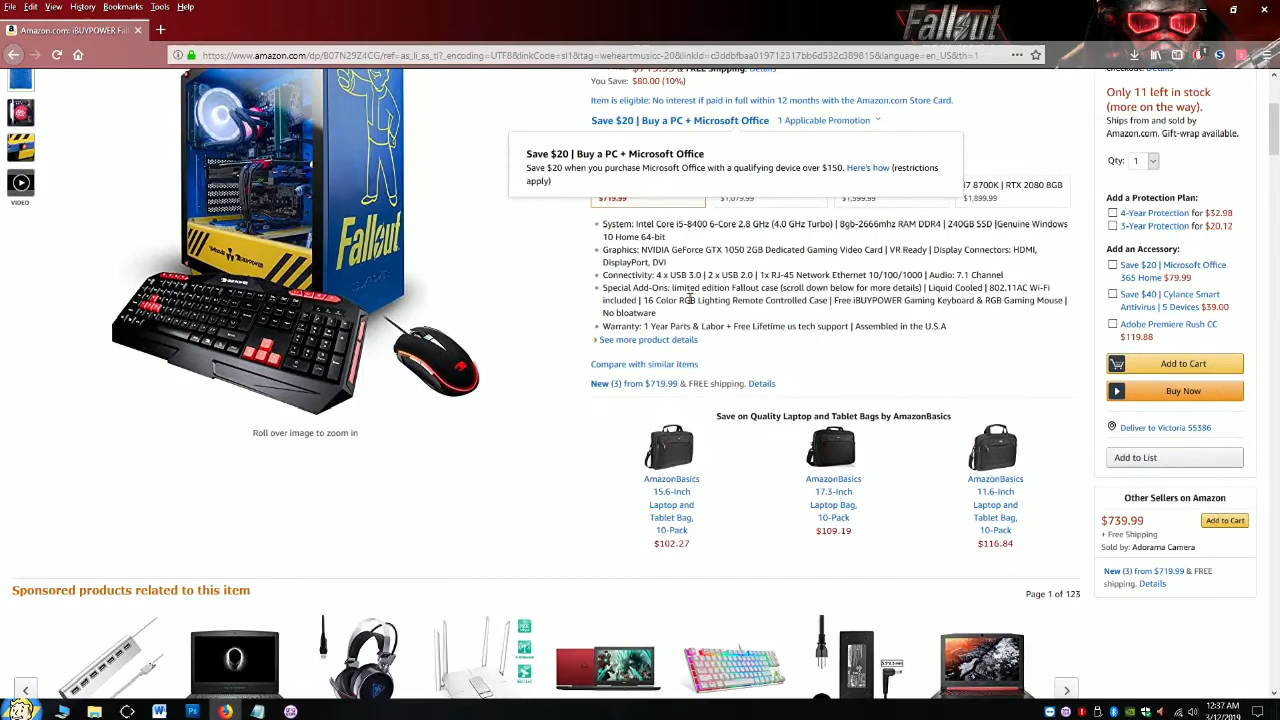 File Edit View History Bookmarks Tools Help
Amazon.com: iBUYPOWER Fal
Fallout
https://www.amazon.com/dp/B07N29Z4CG/ref=as_li_ss_tl?_encoding=UTF8&linkCode=sl1&tag=weheartmusicc-20&linkId=c3ddbfbaa019712317bb6d532c389815&language=en_US&th=1
& FREE Shipping. Details
You Save: $80.00 (10%)
Item is eligible: No interest if paid in full within 12 months with the Amazon.com Store Card.
Save $20 | Buy a PC + Microsoft Office 1 Applicable Promotion
Save $20 | Buy a PC + Microsoft Office
Save $20 when you purchase Microsoft Office with a qualifying device over $150. Here's how (restrictions
apply)
i7 8700K | RTX 2080 8GB
$719.99 $1,079.99 $1,599.99 $1,899.99
System: Intel Core i5-8400 6-Core 2.8 GHz (4.0 GHz Turbo) | 8gb-2666mhz RAM DDR4 | 240GB SSD |Genuine Windows
10 Home 64-bit
Graphics: NVIDIA GeForce GTX 1050 2GB Dedicated Gaming Video Card | VR Ready | Display Connectors: HDMI,
DisplayPort, DVI
Connectivity: 4 x USB 3.0 | 2 x USB 2.0 | 1x RJ-45 Network Ethernet 10/100/1000 | Audio: 7.1 Channel
Special Add-Ons: limited edition Fallout case (scroll down below for more details) | Liquid Cooled | 802.11AC Wi-Fi
included | 16 Color RGB Lighting Remote Controlled Case | Free iBUYPOWER Gaming Keyboard & RGB Gaming Mouse |
No bloatware
Warranty: 1 Year Parts & Labor + Free Lifetime us tech support | Assembled in the U.S.A
› See more product details
Compare with similar items
New (3) from $719.99 & FREE shipping. Details
VIDEO
Fallout
Roll over image to zoom in
Save on Quality Laptop and Tablet Bags by AmazonBasics
AmazonBasics
15.6-Inch
Laptop and
Tablet Bag,
10-Pack
$102.27
AmazonBasics
17.3-Inch
Laptop Bag,
10-Pack
$109.19
AmazonBasics
11.6-Inch
Laptop and
Tablet Bag,
10-Pack
$116.84
checkout. Details
Only 11 left in stock
(more on the way).
Ships from and sold by
Amazon.com. Gift-wrap available.
Qty: 1
Add a Protection Plan:
4-Year Protection for $32.98
3-Year Protection for $20.12
Add an Accessory:
Save $20 | Microsoft Office
365 Home $79.99
Save $40 | Cylance Smart
Antivirus | 5 Devices $39.00
Adobe Premiere Rush CC
$119.88
Add to Cart
Buy Now
Deliver to Victoria 55386
Add to List
Other Sellers on Amazon
$739.99 Add to Cart
+ Free Shipping
Sold by: Adorama Camera
New (3) from $719.99 & FREE
shipping. Details
Sponsored products related to this item
Page 1 of 123
12:37 AM
3/12/2019